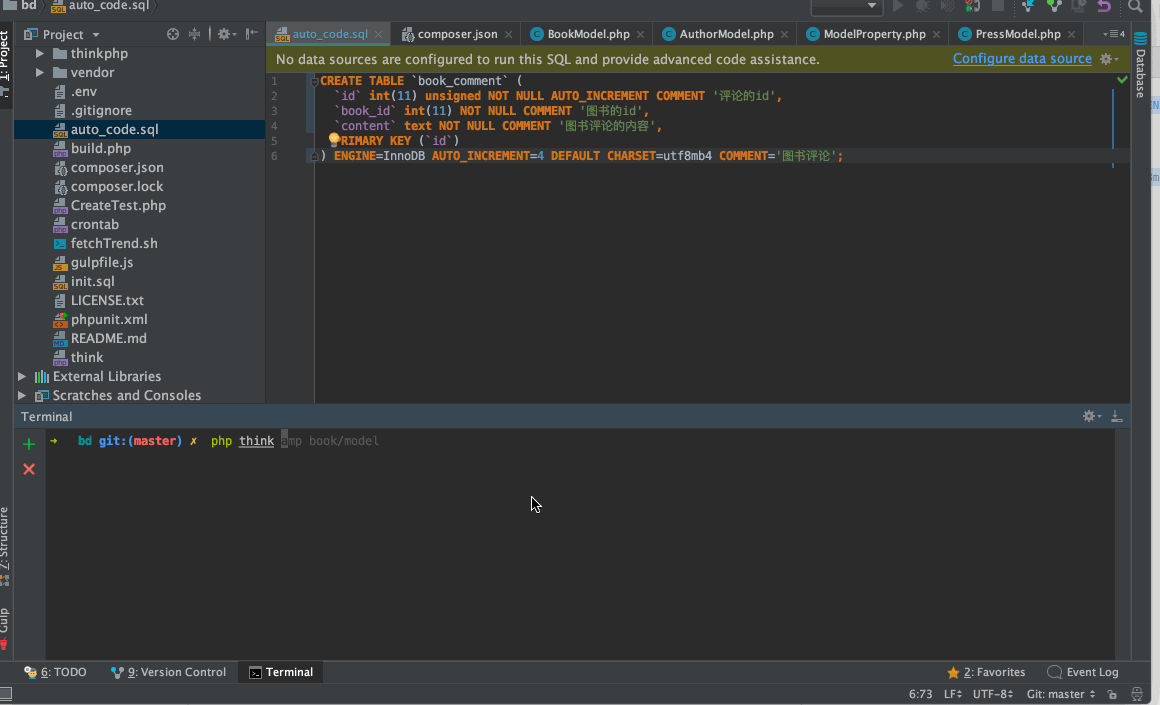 bd auto_code.sql
Project
auto_code.sql composer.json BookModel.php AuthorModel.php ModelProperty.php PressModel.php 4
No data sources are configured to run this SQL and provide advanced code assistance. Configure data source
thinkphp
vendor
.env
.gitignore
auto_code.sql
build.php
composer.json
composer.lock
CreateTest.php
crontab
fetchTrend.sh
gulpfile.js
init.sql
LICENSE.txt
phpunit.xml
README.md
think
External Libraries
Scratches and Consoles
1 CREATE TABLE `book_comment` (
2 `id` int(11) unsigned NOT NULL AUTO_INCREMENT COMMENT '评论的id',
3 `book_id` int(11) NOT NULL COMMENT '图书的id',
4 `content` text NOT NULL COMMENT '图书评论的内容',
5 PRIMARY KEY (`id`)
6 ) ENGINE=InnoDB AUTO_INCREMENT=4 DEFAULT CHARSET=utf8mb4 COMMENT='图书评论';
1: Project
Database
Terminal
bd git:(master) ✗ php think amp book/model
7: Structure
Gulp
6: TODO 9: Version Control Terminal 2: Favorites Event Log
6:73 LF UTF-8 Git: master